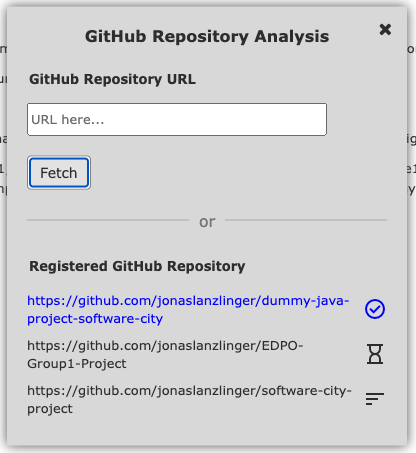 GitHub Repository Analysis
GitHub Repository URL
URL here...
Fetch
or
Registered GitHub Repository
https://github.com/jonaslanzlinger/dummy-java-
project-software-city
https://github.com/jonaslanzlinger/EDPO-
Group1-Project
https://github.com/jonaslanzlinger/software-city-
project